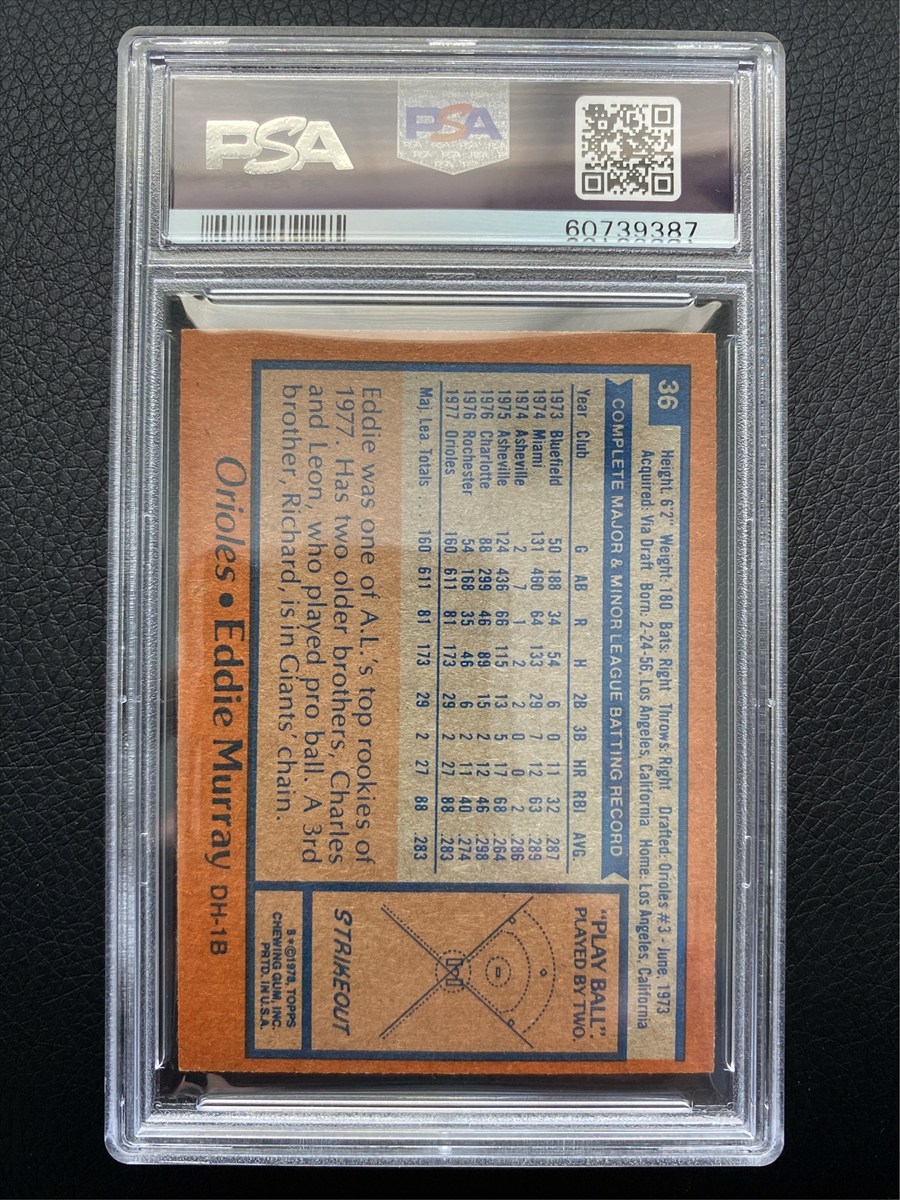 PSA
PSA
60739387
36
Height: 6'2" Weight: 180 Bats: Right Throws: Right Drafted: Orioles #3 - June, 1973
Acquired: Via Draft Born: 2-24-56, Los Angeles, California Home: Los Angeles, California
COMPLETE MAJOR & MINOR LEAGUE BATTING RECORD
Year Club G AB R H 2B 3B HR RBI AVG.
1973 Bluefield 50 188 34 54 6 0 11 32 .287
1974 Miami 131 460 64 133 29 7 12 63 .289
1974 Asheville 2 7 1 2 2 0 0 2 .286
1975 Asheville 124 436 66 115 13 5 17 68 .264
1976 Charlotte 88 299 46 89 15 2 12 46 .298
1976 Rochester 54 168 35 46 6 2 11 40 .274
1977 Orioles 160 611 81 173 29 2 27 88 .283
Maj. Lea. Totals 160 611 81 173 29 2 27 88 .283
Eddie was one of A.L.'s top rookies of
1977. Has two older brothers, Charles
and Leon, who played pro ball. A 3rd
brother, Richard, is in Giants' chain.
"PLAY BALL":
PLAYED BY TWO.
STRIKEOUT
B*©1978, TOPPS
CHEWING GUM, INC.
PRTD. IN U.S.A.
Orioles • Eddie Murray DH-1B